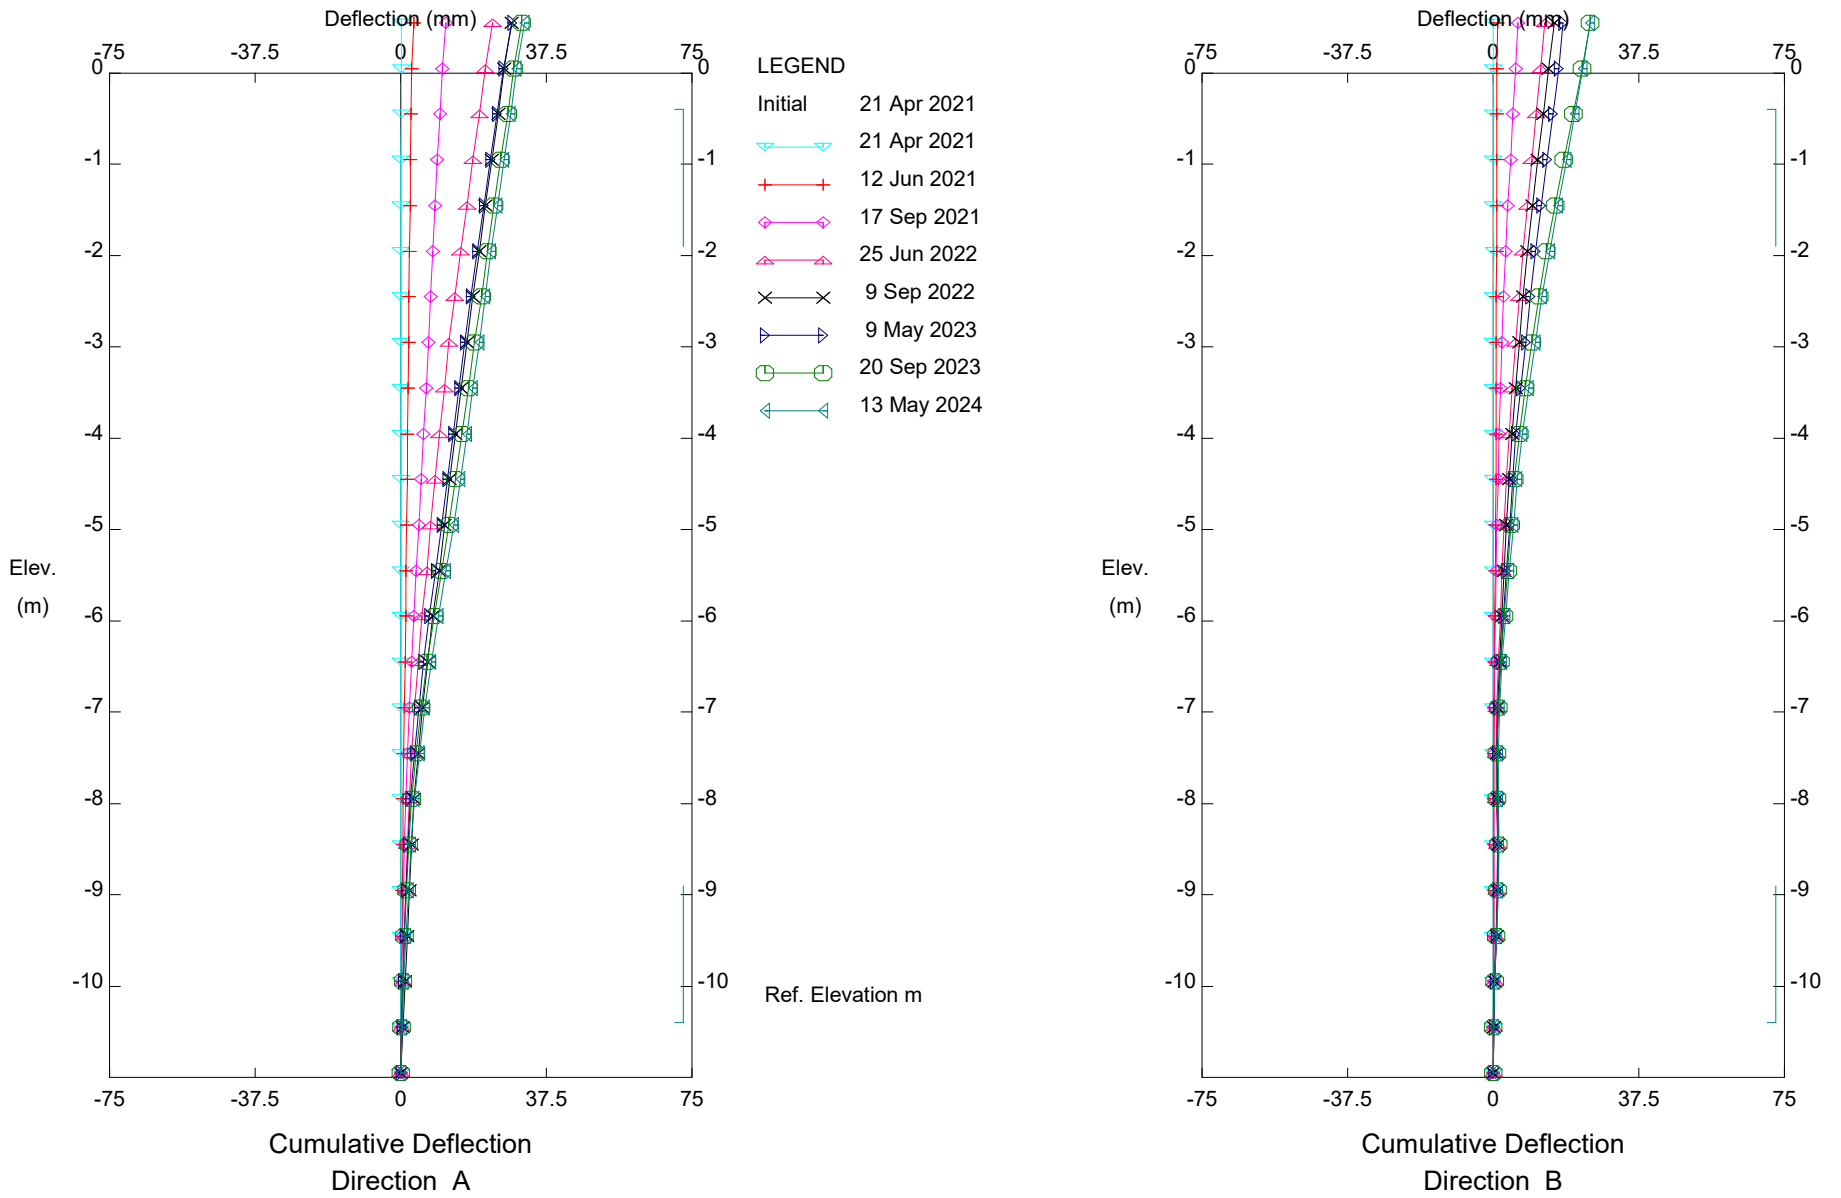 Deflection (mm)
-75 -37.5 0 37.5 75
0 0
-1 -1
-2 -2
-3 -3
-4 -4
-5 -5
-6 -6
-7 -7
-8 -8
-9 -9
-10 -10
Elev.
(m)
-75 -37.5 0 37.5 75
Cumulative Deflection
Direction A
LEGEND
Initial 21 Apr 2021
21 Apr 2021
12 Jun 2021
17 Sep 2021
25 Jun 2022
9 Sep 2022
9 May 2023
20 Sep 2023
13 May 2024
Ref. Elevation m
Deflection (mm)
-75 -37.5 0 37.5 75
0 0
-1 -1
-2 -2
-3 -3
-4 -4
-5 -5
-6 -6
-7 -7
-8 -8
-9 -9
-10 -10
Elev.
(m)
-75 -37.5 0 37.5 75
Cumulative Deflection
Direction B